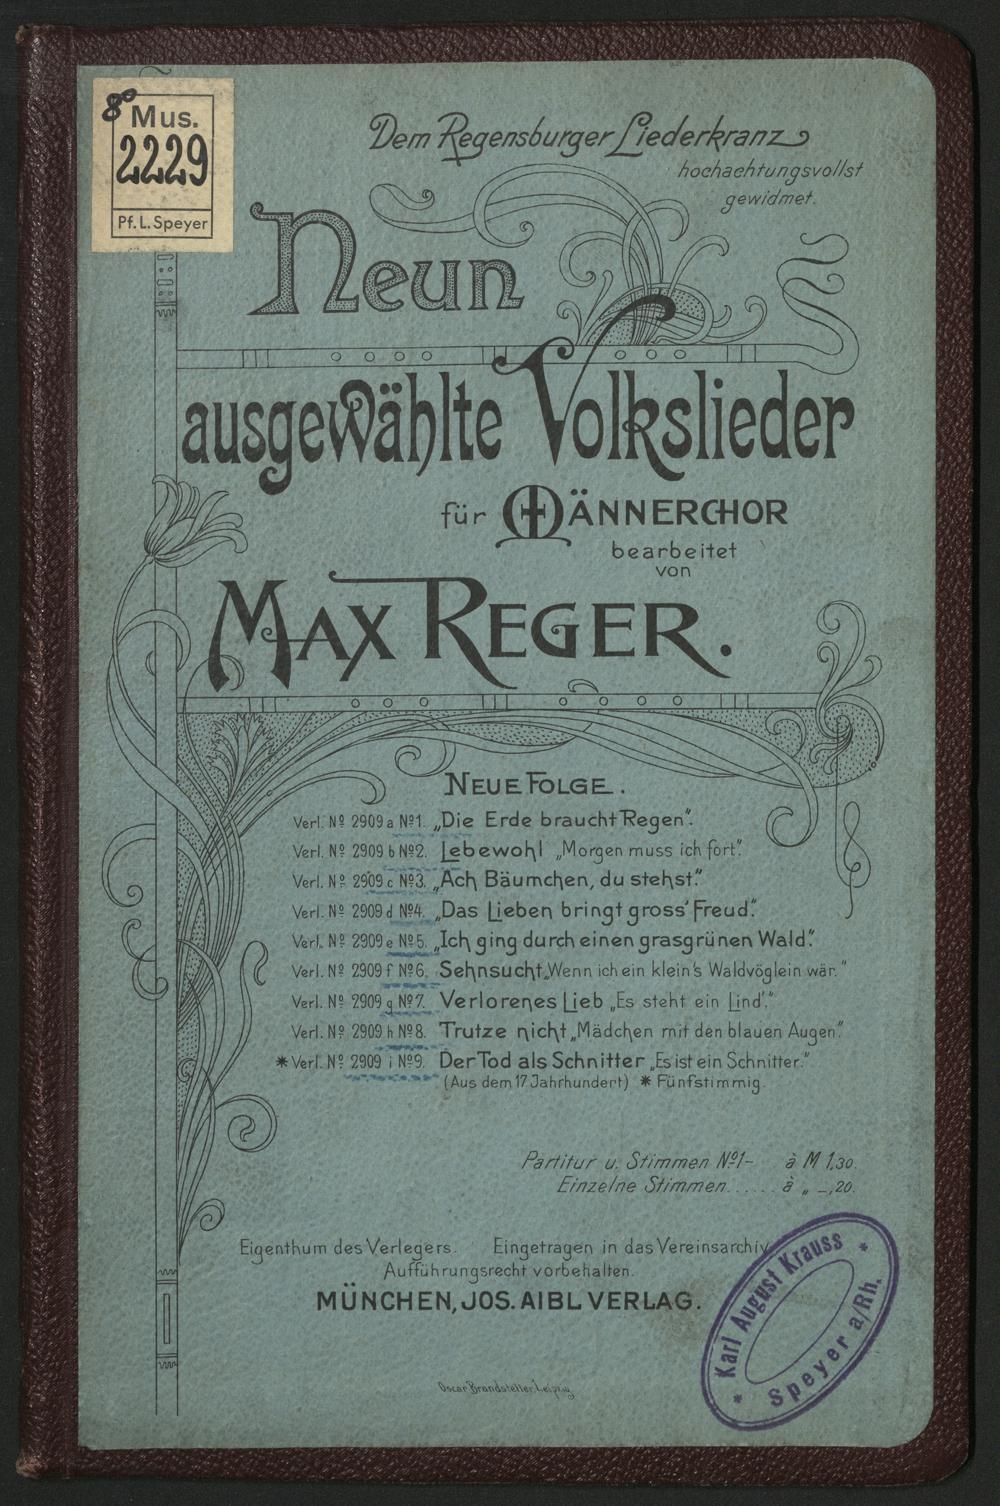 8° Mus.
2229
Pf. L. Speyer
Dem Regensburger Liederkranz
hochachtungsvollst
gewidmet.
Neun
ausgewählte Volkslieder
für MÄNNERCHOR
bearbeitet
von
MAX REGER.
NEUE FOLGE.
Verl. Nº 2909 a Nº1. „Die Erde braucht Regen".
Verl. Nº 2909 b Nº2. Lebewohl „Morgen muss ich fort."
Verl. Nº 2909 c Nº3. „Ach Bäumchen, du stehst."
Verl. Nº 2909 d Nº4. „Das Lieben bringt gross' Freud."
Verl. Nº 2909 e Nº5. „Ich ging durch einen grasgrünen Wald."
Verl. Nº 2909 f Nº6. Sehnsucht „Wenn ich ein klein's Waldvöglein wär."
Verl. Nº 2909 g Nº7. Verlorenes Lieb „Es steht ein Lind'."
Verl. Nº 2909 h Nº8. Trutze nicht „Mädchen mit den blauen Augen."
* Verl. Nº 2909 i Nº9. Der Tod als Schnitter „Es ist ein Schnitter."
(Aus dem 17 Jahrhundert) * Fünfstimmig.
Partitur u. Stimmen Nº1– à M 1,30.
Einzelne Stimmen..... à „ –,20.
Eigenthum des Verlegers. Eingetragen in das Vereinsarchiv
Aufführungsrecht vorbehalten.
MÜNCHEN, JOS. AIBL VERLAG.
Karl August Krauss
* Speyer a/Rh. *
Oscar Brandstetter Leipzig